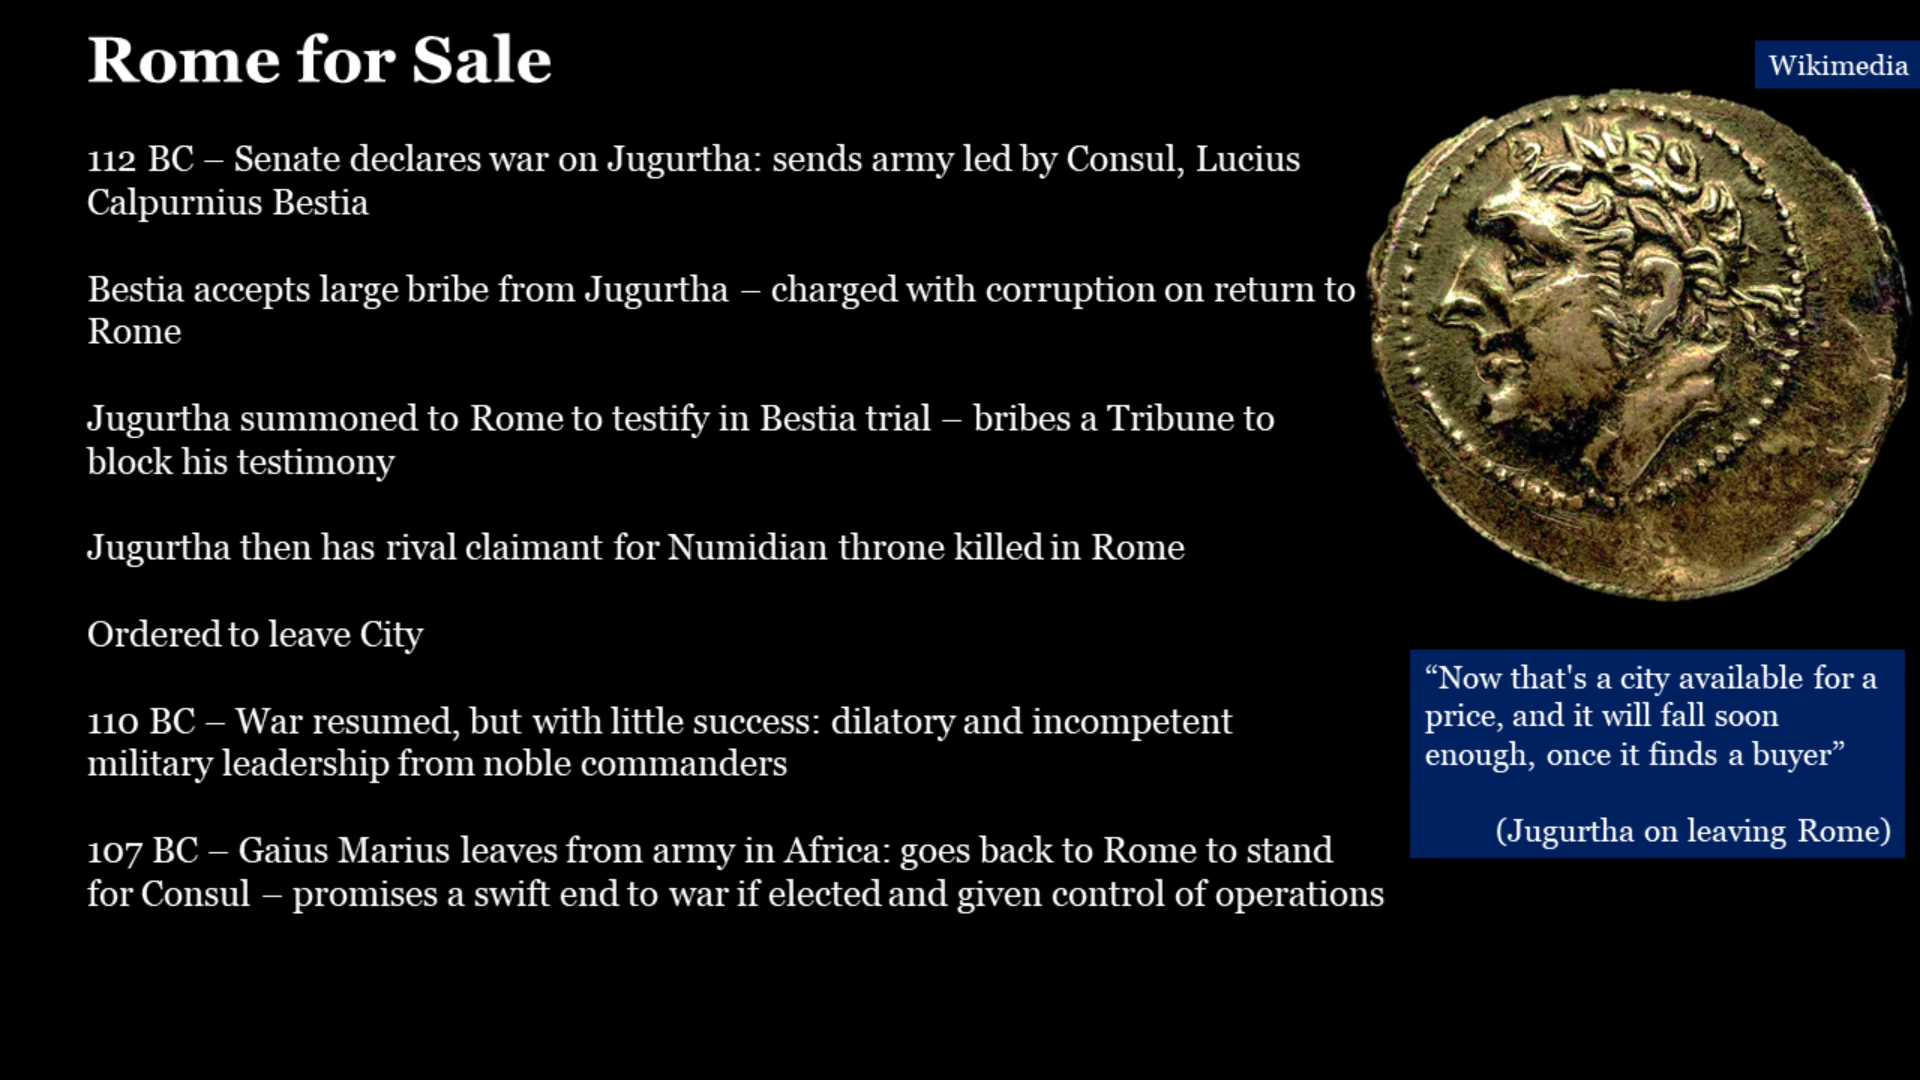 Rome for Sale
Wikimedia
112 BC – Senate declares war on Jugurtha: sends army led by Consul, Lucius
Calpurnius Bestia
Bestia accepts large bribe from Jugurtha – charged with corruption on return to
Rome
Jugurtha summoned to Rome to testify in Bestia trial – bribes a Tribune to
block his testimony
Jugurtha then has rival claimant for Numidian throne killed in Rome
Ordered to leave City
110 BC – War resumed, but with little success: dilatory and incompetent
military leadership from noble commanders
107 BC – Gaius Marius leaves from army in Africa: goes back to Rome to stand
for Consul – promises a swift end to war if elected and given control of operations
“Now that's a city available for a
price, and it will fall soon
enough, once it finds a buyer”
(Jugurtha on leaving Rome)